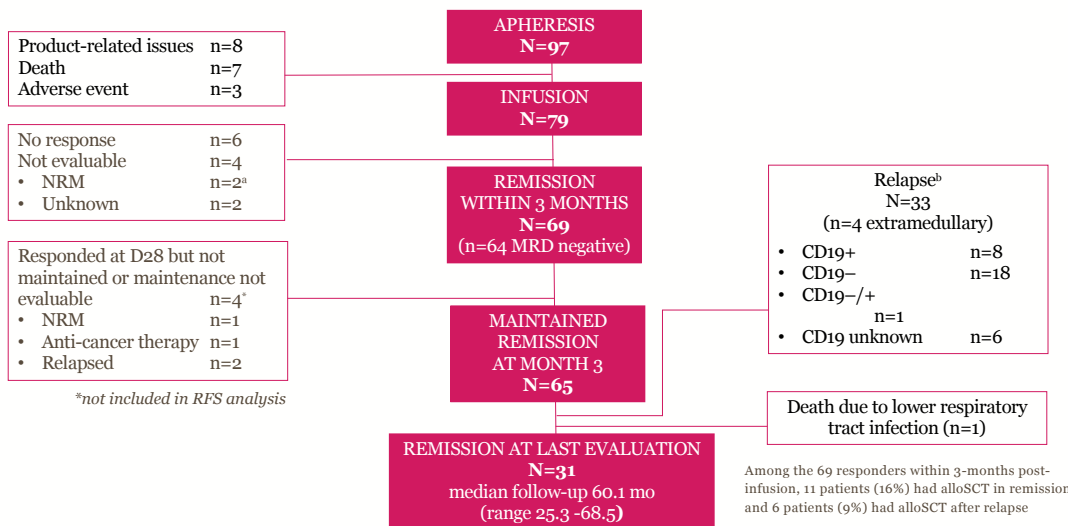 APHERESIS
N=97
Product-related issues n=8
Death n=7
Adverse event n=3
INFUSION
N=79
No response n=6
Not evaluable n=4
• NRM n=2ᵃ
• Unknown n=2
REMISSION
WITHIN 3 MONTHS
N=69
(n=64 MRD negative)
Relapseᵇ
N=33
(n=4 extramedullary)
• CD19+ n=8
• CD19– n=18
• CD19–/+
n=1
• CD19 unknown n=6
Responded at D28 but not
maintained or maintenance not
evaluable n=4*
• NRM n=1
• Anti-cancer therapy n=1
• Relapsed n=2
*not included in RFS analysis
MAINTAINED
REMISSION
AT MONTH 3
N=65
Death due to lower respiratory
tract infection (n=1)
REMISSION AT LAST EVALUATION
N=31
median follow-up 60.1 mo
(range 25.3 -68.5)
Among the 69 responders within 3-months post-
infusion, 11 patients (16%) had alloSCT in remission
and 6 patients (9%) had alloSCT after relapse